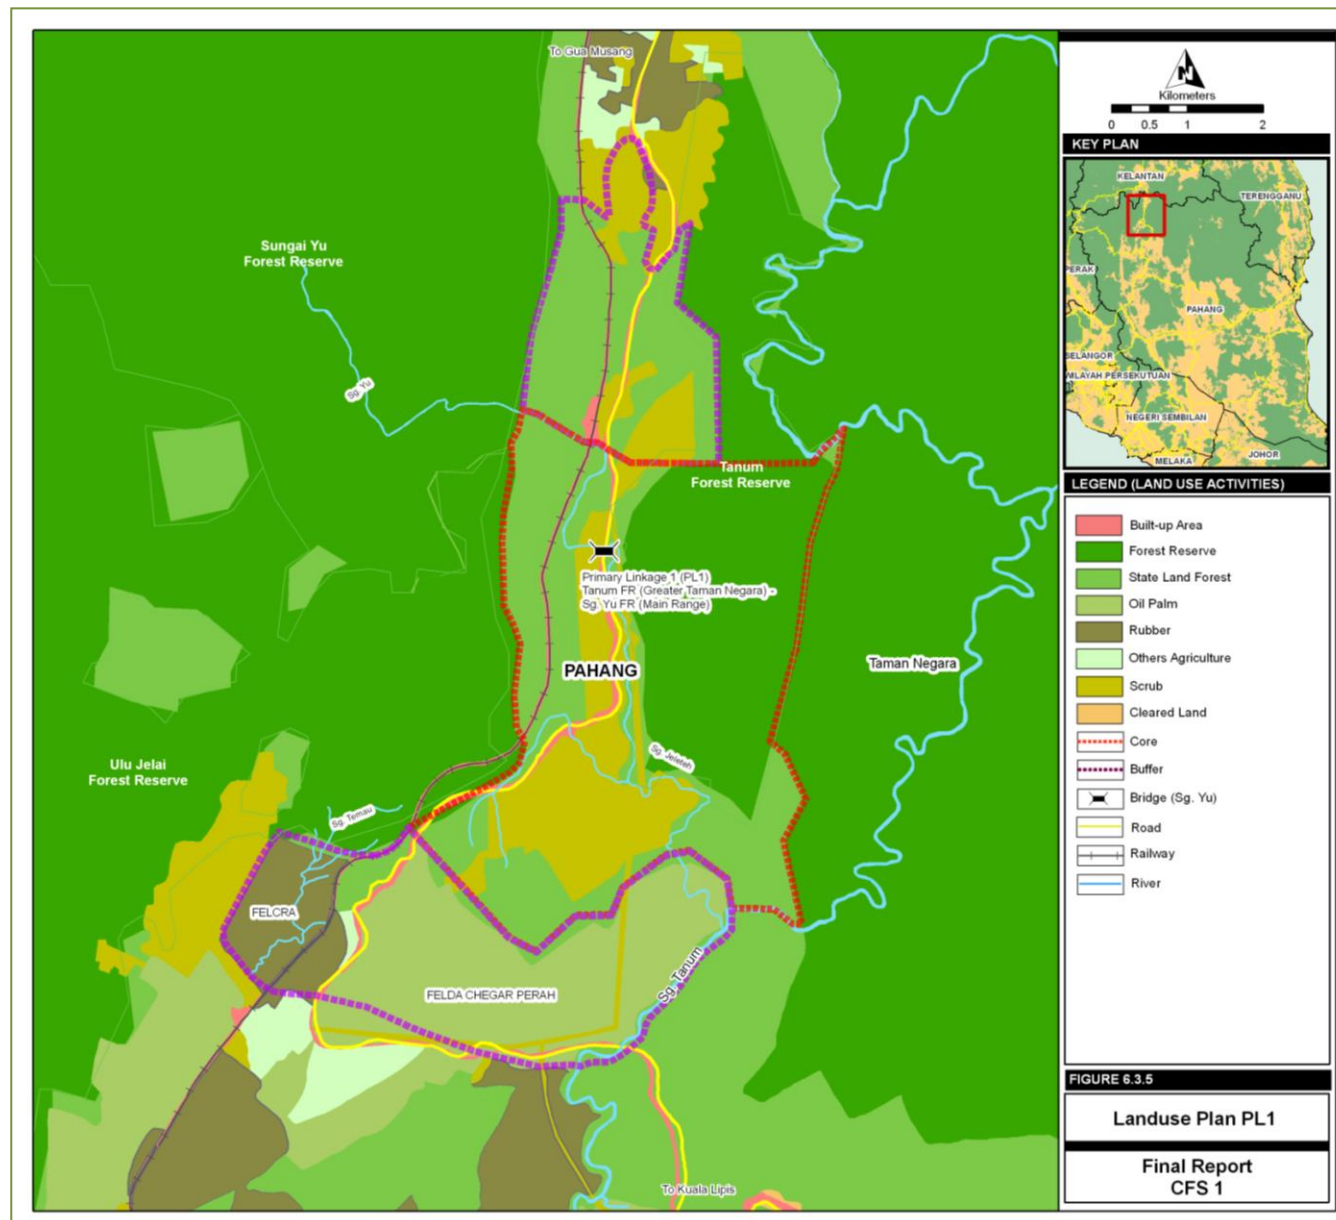 To Gua Musang
Sungai Yu
Forest Reserve
Sg. Yu
Tanum
Forest Reserve
Primary Linkage 1 (PL1)
Tanum FR (Greater Taman Negara) -
Sg. Yu FR (Main Range)
PAHANG
Taman Negara
Sg. Jeleteh
Ulu Jelai
Forest Reserve
Sg. Temau
FELCRA
FELDA CHEGAR PERAH
Sg. Tanum
To Kuala Lipis
N
Kilometers
0 0.5 1 2
KEY PLAN
KELANTAN
TERENGGANU
PERAK
PAHANG
SELANGOR
WILAYAH PERSEKUTUAN
NEGERI SEMBILAN
MELAKA
JOHOR
LEGEND (LAND USE ACTIVITIES)
Built-up Area
Forest Reserve
State Land Forest
Oil Palm
Rubber
Others Agriculture
Scrub
Cleared Land
Core
Buffer
Bridge (Sg. Yu)
Road
Railway
River
FIGURE 6.3.5
Landuse Plan PL1
Final Report
CFS 1